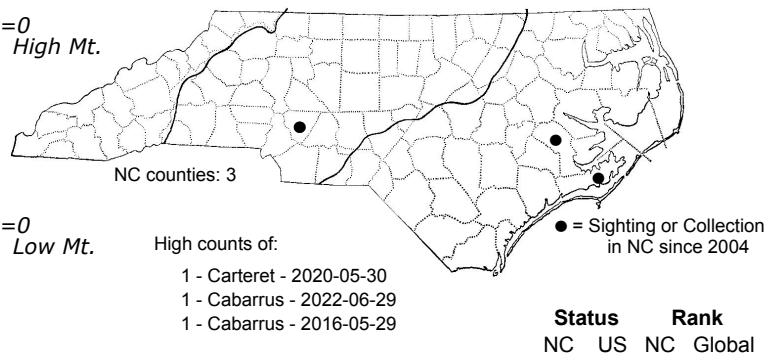 =0
High Mt.
NC counties: 3
=0
Low Mt.
High counts of:
1 - Carteret - 2020-05-30
1 - Cabarrus - 2022-06-29
1 - Cabarrus - 2016-05-29
● = Sighting or Collection
in NC since 2004
Status Rank
NC US NC Global